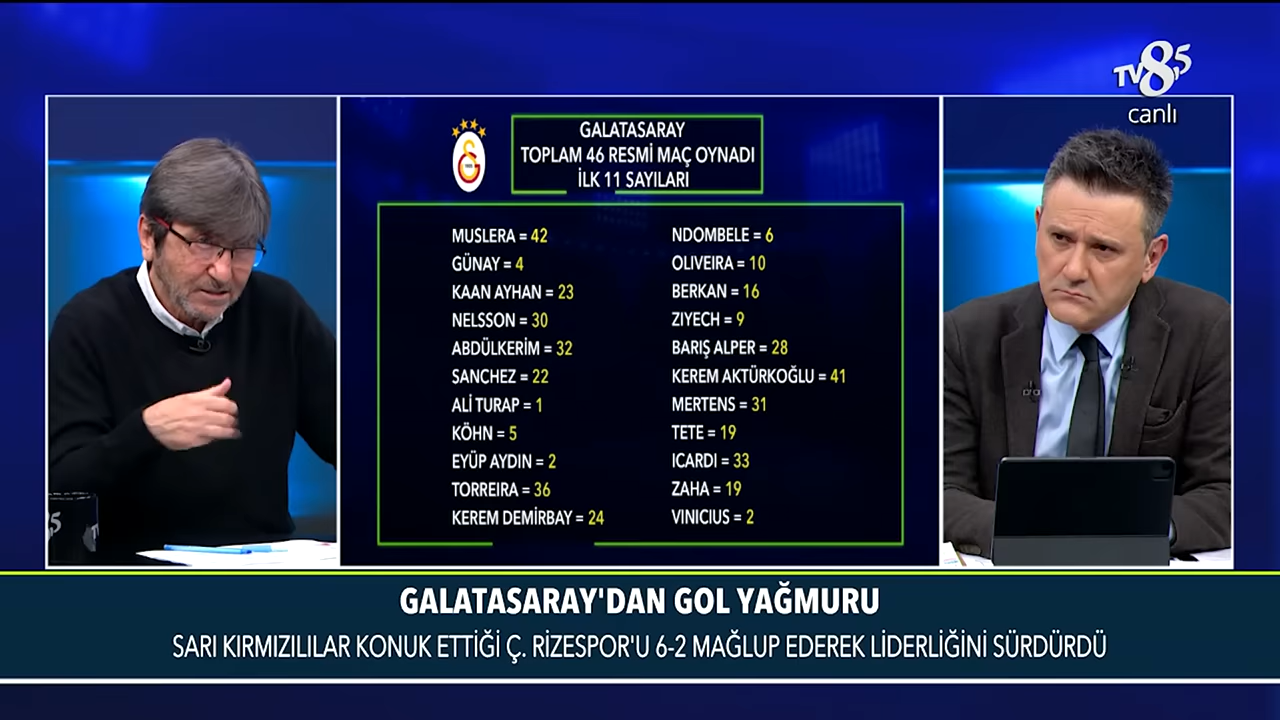 TV8,5
canlı
GALATASARAY
TOPLAM 46 RESMİ MAÇ OYNADI
İLK 11 SAYILARI
MUSLERA = 42
GÜNAY = 4
KAAN AYHAN = 23
NELSSON = 30
ABDÜLKERİM = 32
SANCHEZ = 22
ALİ TURAP = 1
KÖHN = 5
EYÜP AYDIN = 2
TORREIRA = 36
KEREM DEMİRBAY = 24
NDOMBELE = 6
OLIVEIRA = 10
BERKAN = 16
ZIYECH = 9
BARIŞ ALPER = 28
KEREM AKTÜRKOĞLU = 41
MERTENS = 31
TETE = 19
ICARDI = 33
ZAHA = 19
VINICIUS = 2
GALATASARAY'DAN GOL YAĞMURU
SARI KIRMIZILILAR KONUK ETTİĞİ Ç. RİZESPOR'U 6-2 MAĞLUP EDEREK LİDERLİĞİNİ SÜRDÜRDÜ